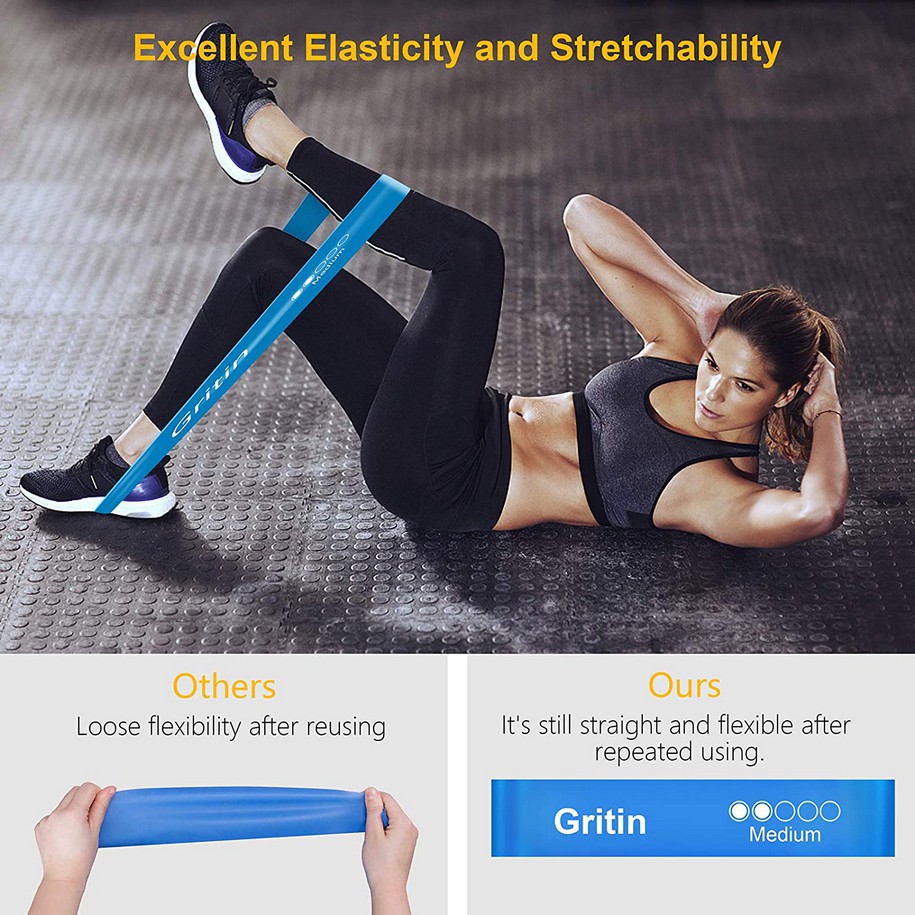 Excellent Elasticity and Stretchability
Medium
Gritin
Others
Loose flexibility after reusing
Ours
It's still straight and flexible after
repeated using.
Gritin
Medium